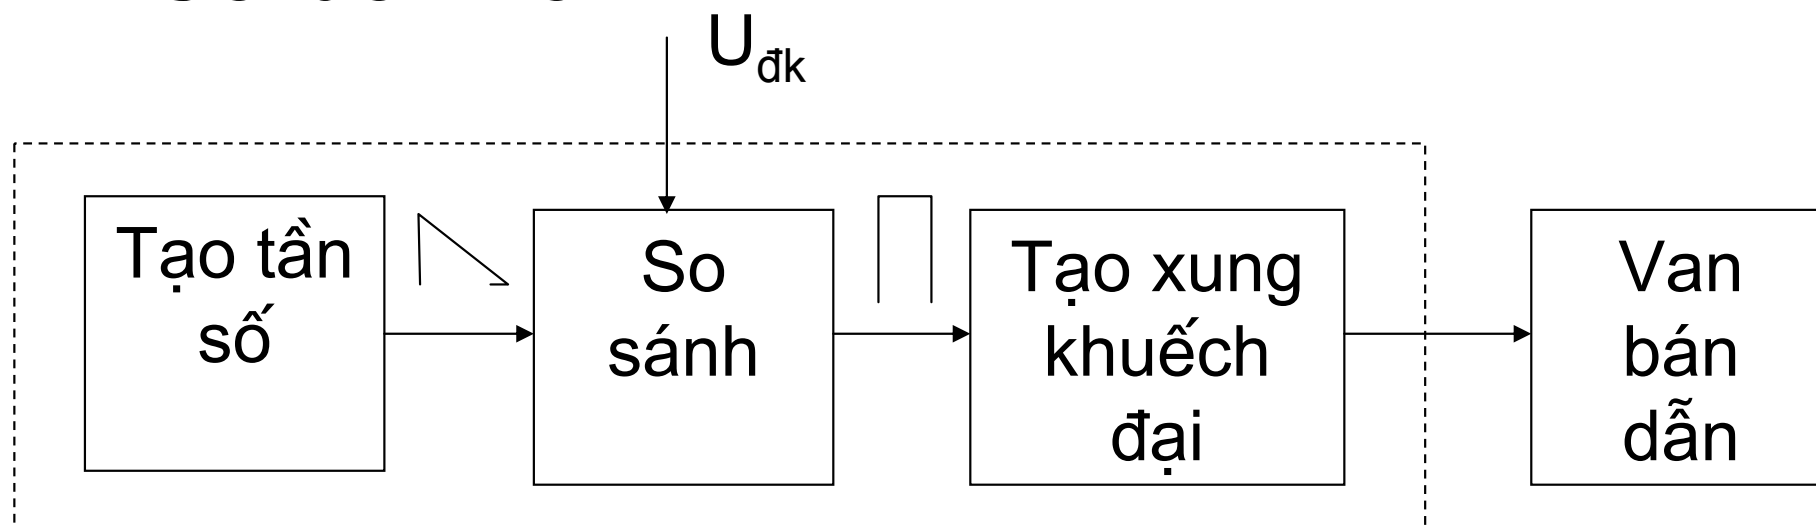 Uđk
Tạo tần
số
So
sánh
Tạo xung
khuếch
đại
Van
bán
dẫn